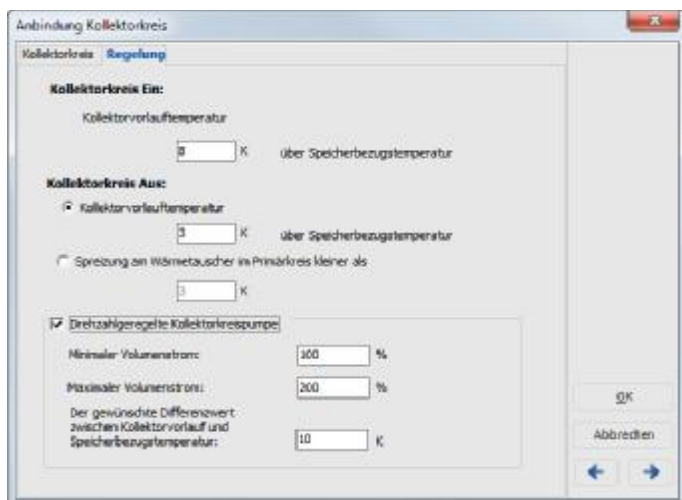 Anbindung Kollektorkreis
Kollektorkreis Regelung
Kollektorkreis Ein:
Kollektorvorlauftemperatur
8 K über Speicherbezugstemperatur
Kollektorkreis Aus:
Kollektorvorlauftemperatur
3 K über Speicherbezugstemperatur
Spreizung am Wärmetauscher im Primärkreis kleiner als
3 K
Drehzahlgeregelte Kollektorkreispumpe
Minimaler Volumenstrom: 100 %
Maximaler Volumenstrom: 200 %
Der gewünschte Differenzwert
zwischen Kollektorvorlauf und
Speicherbezugstemperatur: 10 K
OK
Abbrechen